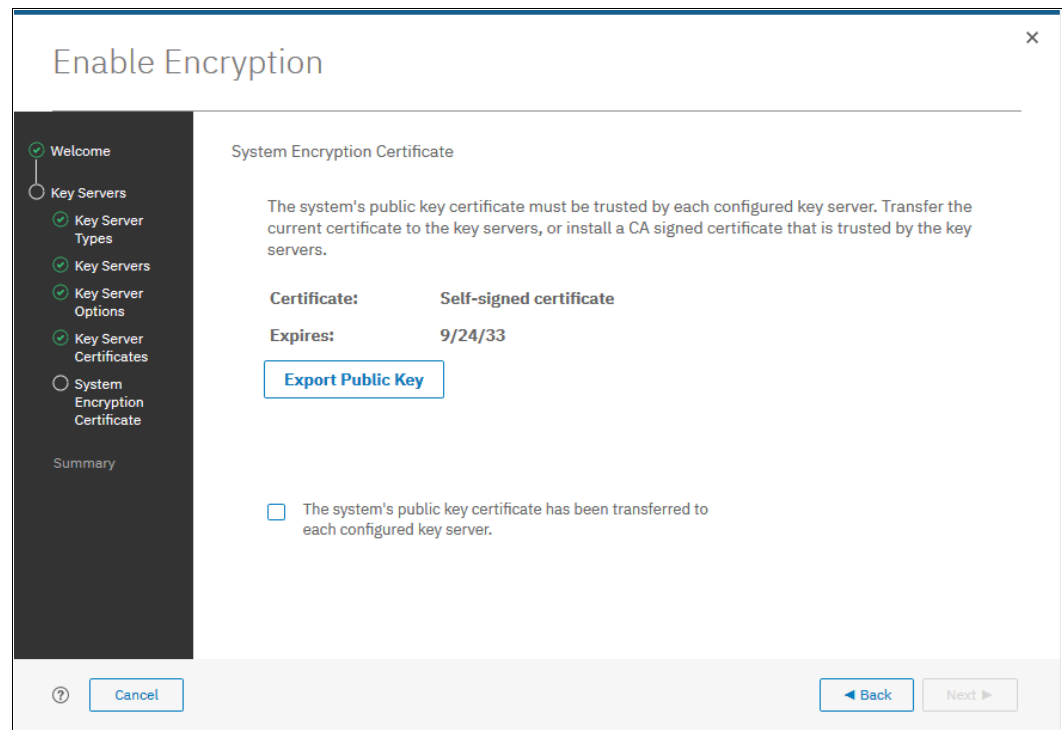 Enable Encryption
Welcome
Key Servers
Key Server
Types
Key Servers
Key Server
Options
Key Server
Certificates
System
Encryption
Certificate
Summary
System Encryption Certificate
The system's public key certificate must be trusted by each configured key server. Transfer the
current certificate to the key servers, or install a CA signed certificate that is trusted by the key
servers.
Certificate: Self-signed certificate
Expires: 9/24/33
Export Public Key
The system's public key certificate has been transferred to
each configured key server.
? Cancel ◄ Back Next ►